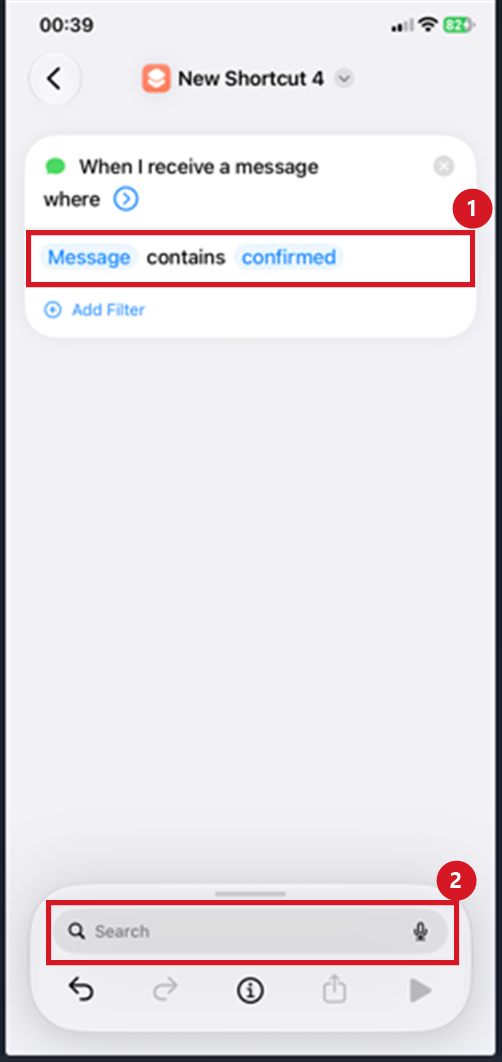 00:39
82
New Shortcut 4
When I receive a message
where
1
Message contains confirmed
Add Filter
2
Search